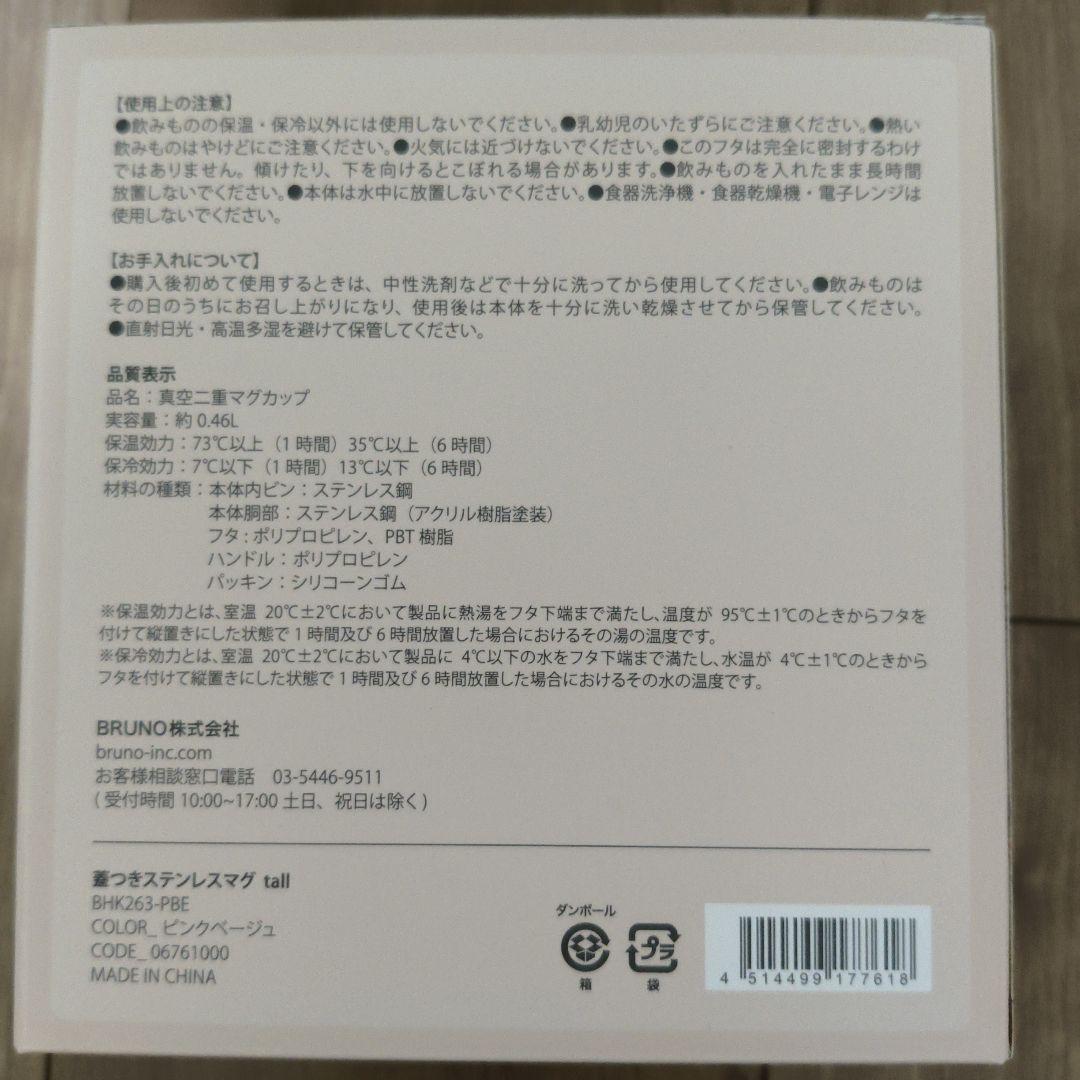 【使用上の注意】
●飲みものの保温・保冷以外には使用しないでください。●乳幼児のいたずらにご注意ください。●熱い
飲みものはやけどにご注意ください。●火気には近づけないでください。●このフタは完全に密封するわけ
ではありません。傾けたり、下を向けるとこぼれる場合があります。●飲みものを入れたまま長時間
放置しないでください。●本体は水中に放置しないでください。●食器洗浄機・食器乾燥機・電子レンジは
使用しないでください。
【お手入れについて】
●購入後初めて使用するときは、中性洗剤などで十分に洗ってから使用してください。●飲みものは
その日のうちにお召し上がりになり、使用後は本体を十分に洗い乾燥させてから保管してください。
●直射日光・高温多湿を避けて保管してください。
品質表示
品名：真空二重マグカップ
実容量：約 0.46L
保温効力：73℃以上（1 時間）35℃以上（6 時間）
保冷効力：7℃以下（1 時間）13℃以下（6 時間）
材料の種類：本体内ビン：ステンレス鋼
本体胴部：ステンレス鋼（アクリル樹脂塗装）
フタ：ポリプロピレン、PBT 樹脂
ハンドル：ポリプロピレン
パッキン：シリコーンゴム
※保温効力とは、室温 20℃±2℃において製品に熱湯をフタ下端まで満たし、温度が 95℃±1℃のときからフタを
付けて縦置きにした状態で 1 時間及び 6 時間放置した場合におけるその湯の温度です。
※保冷効力とは、室温 20℃±2℃において製品に 4℃以下の水をフタ下端まで満たし、水温が 4℃±1℃のときから
フタを付けて縦置きにした状態で 1 時間及び 6 時間放置した場合におけるその水の温度です。
BRUNO株式会社
bruno-inc.com
お客様相談窓口電話 03-5446-9511
( 受付時間 10:00~17:00 土日、祝日は除く )
蓋つきステンレスマグ tall
BHK263-PBE
COLOR_ ピンクベージュ
CODE_ 06761000
MADE IN CHINA
ダンボール
箱
プラ
袋
4 514499 177618